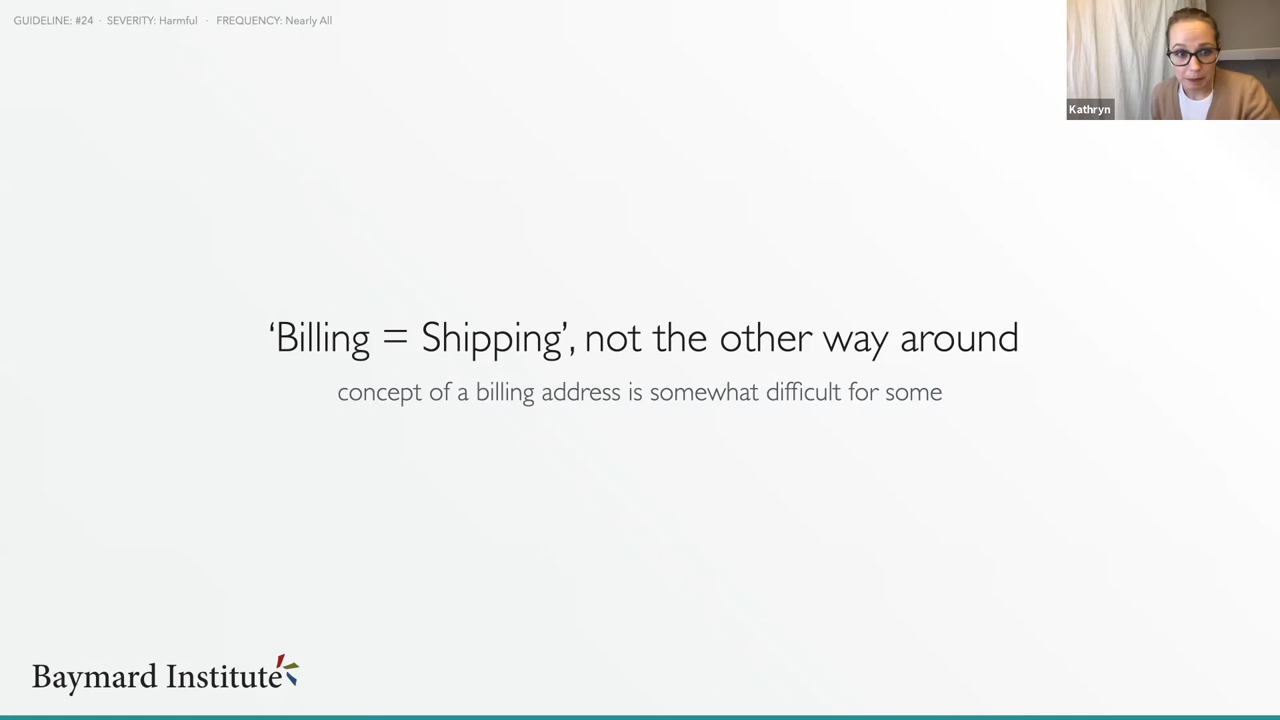 GUIDELINE: #24 · SEVERITY: Harmful · FREQUENCY: Nearly All
Kathryn
‘Billing = Shipping’, not the other way around
concept of a billing address is somewhat difficult for some
Baymard Institute